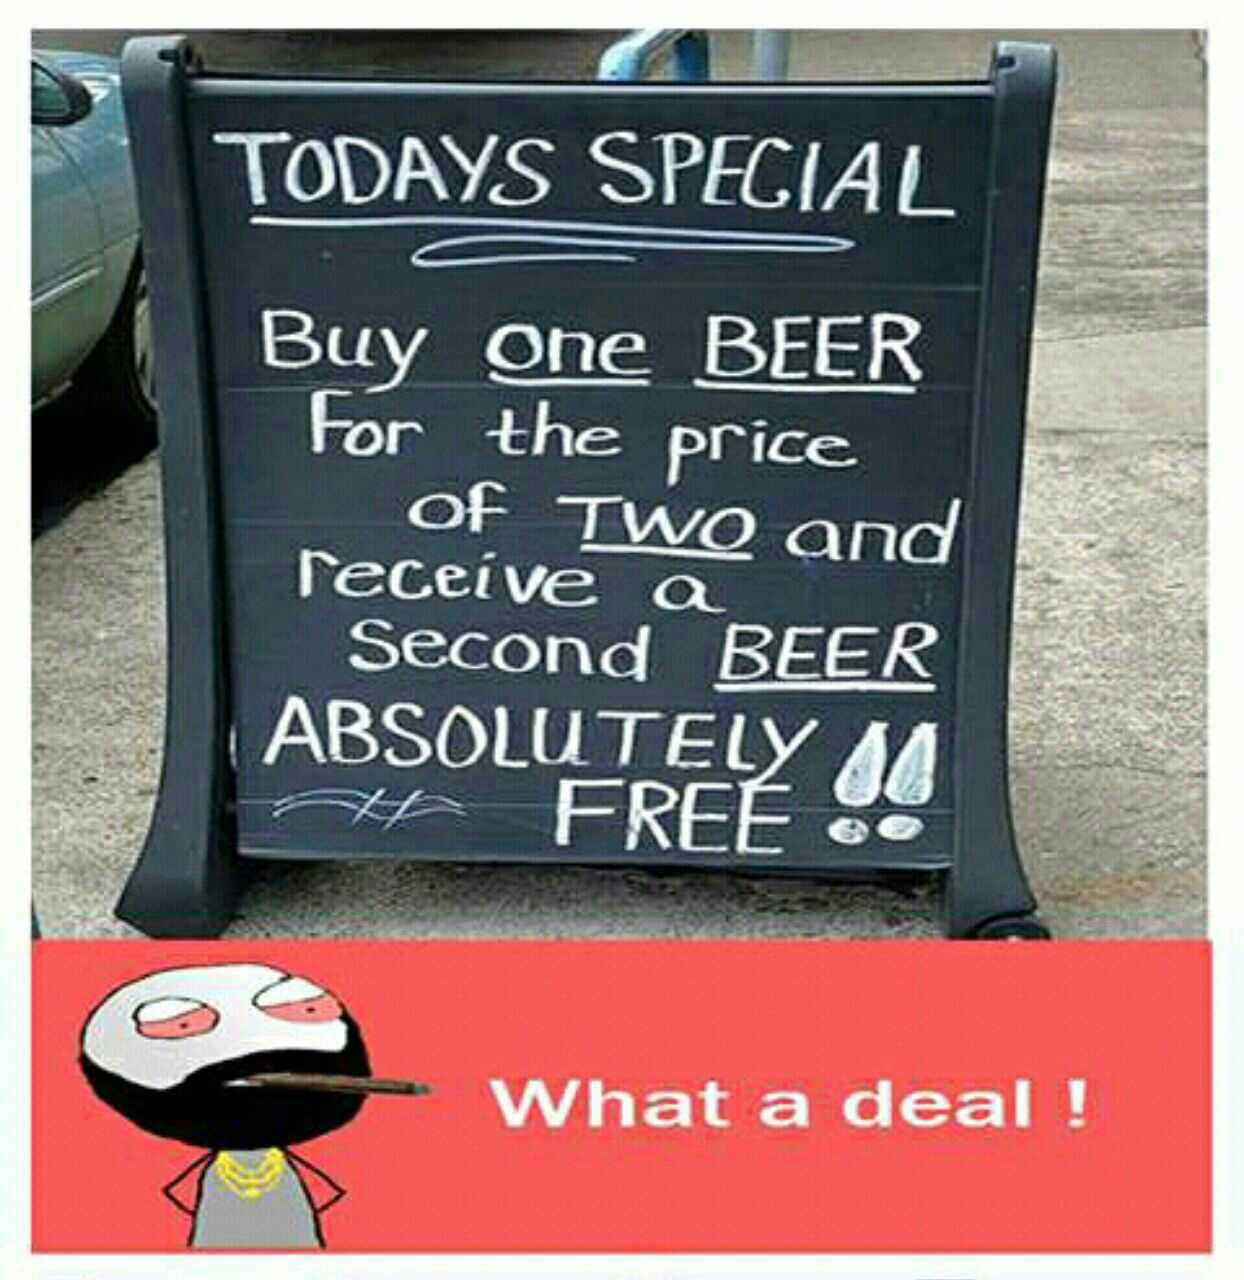 TODAYS SPECIAL
Buy one BEER
For the price
of TWO and
receive a
second BEER
ABSOLUTELY
FREE !!
What a deal !